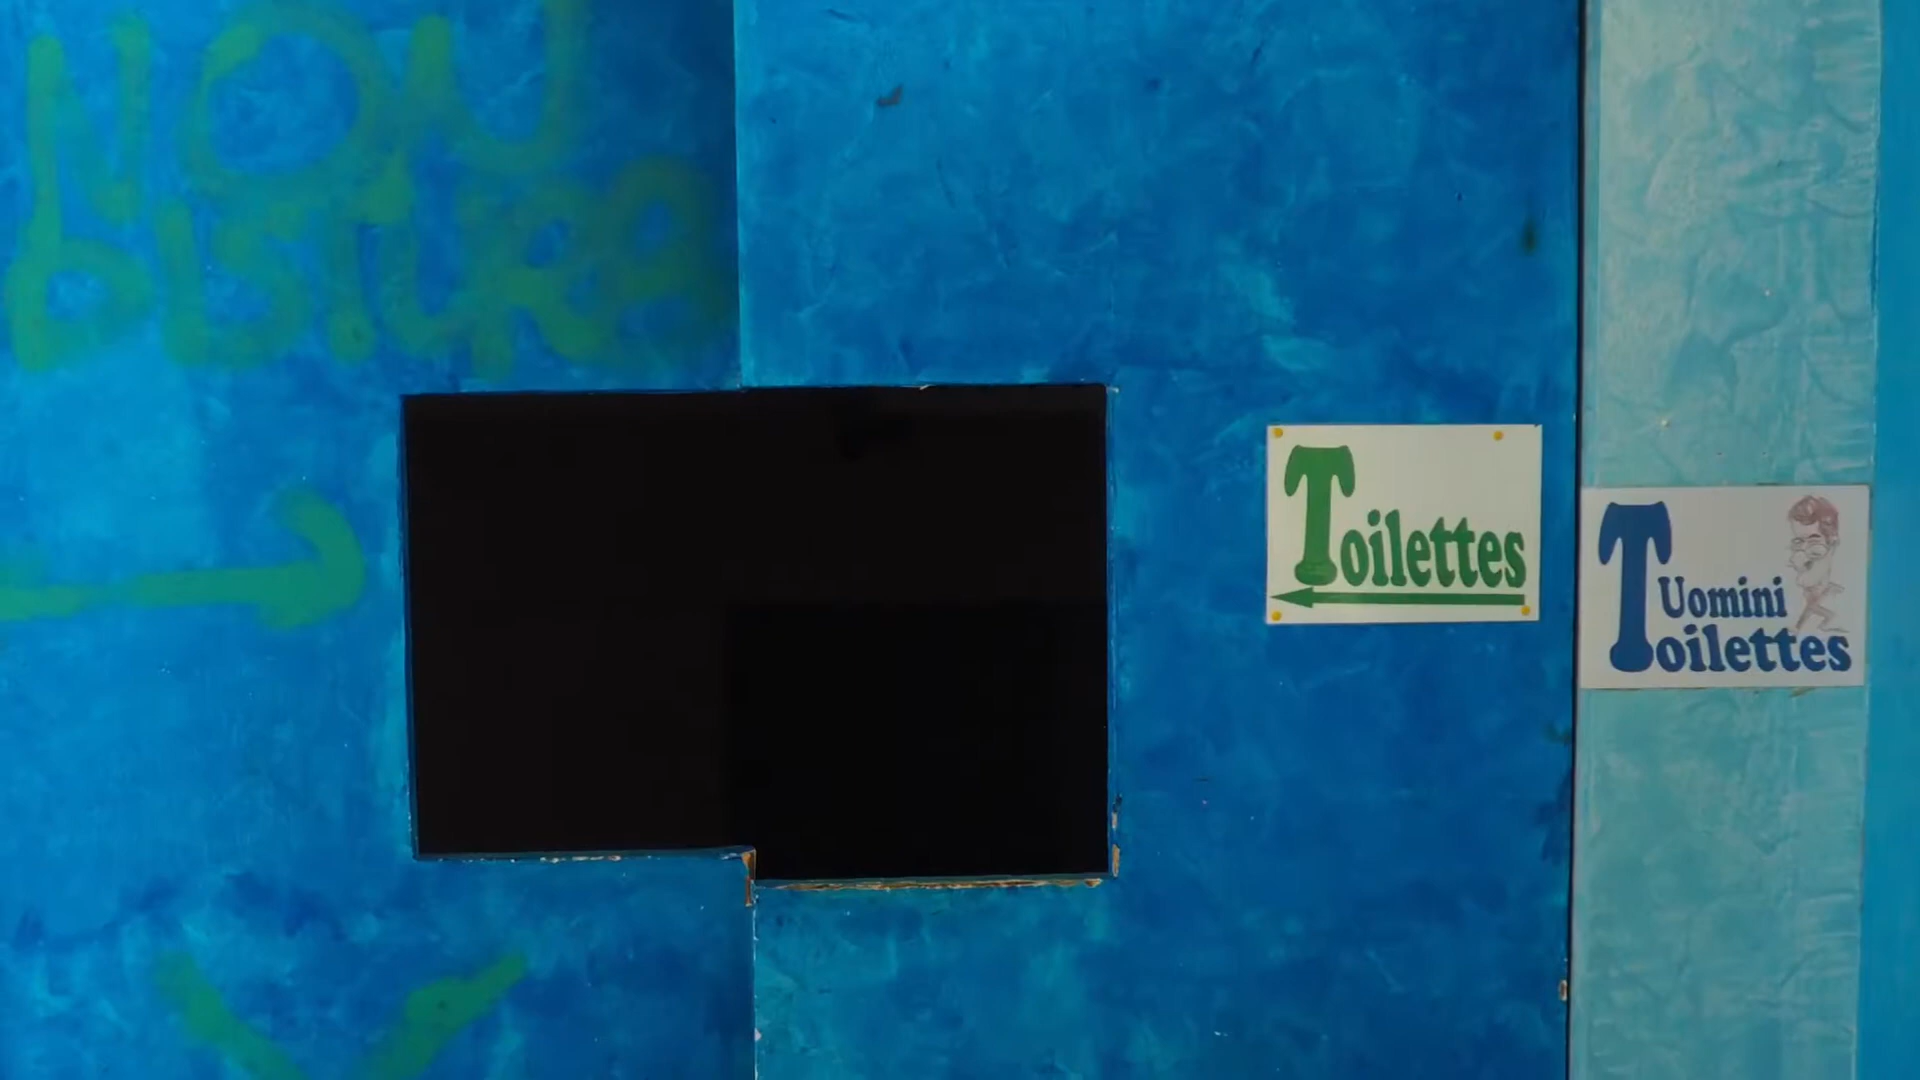 NON
DISTURB
Toilettes
Uomini
Toilettes